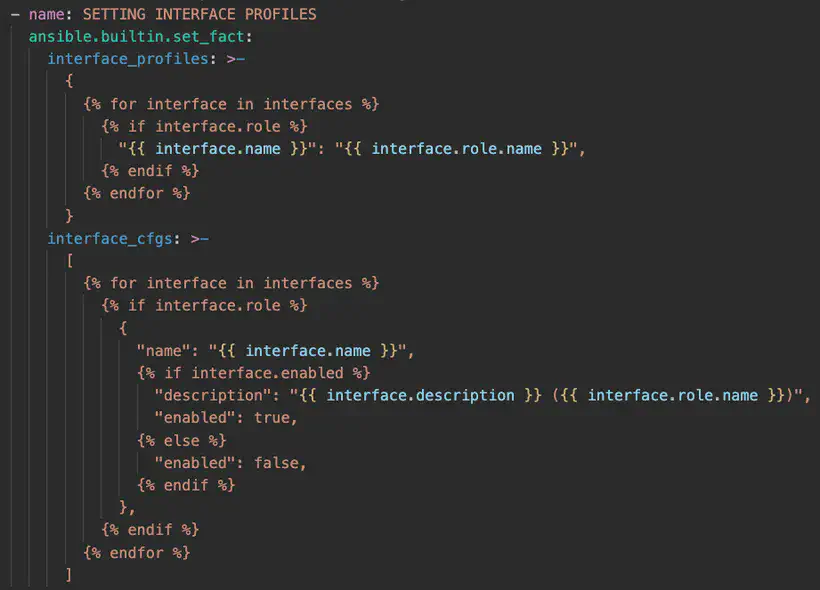 - name: SETTING INTERFACE PROFILES
  ansible.builtin.set_fact:
    interface_profiles: >-
      {
        {% for interface in interfaces %}
          {% if interface.role %}
            "{{ interface.name }}": "{{ interface.role.name }}",
          {% endif %}
        {% endfor %}
      }
    interface_cfgs: >-
      [
        {% for interface in interfaces %}
          {% if interface.role %}
            {
              "name": "{{ interface.name }}",
              {% if interface.enabled %}
                "description": "{{ interface.description }} ({{ interface.role.name }})",
                "enabled": true,
              {% else %}
                "enabled": false,
              {% endif %}
            },
          {% endif %}
        {% endfor %}
      ]